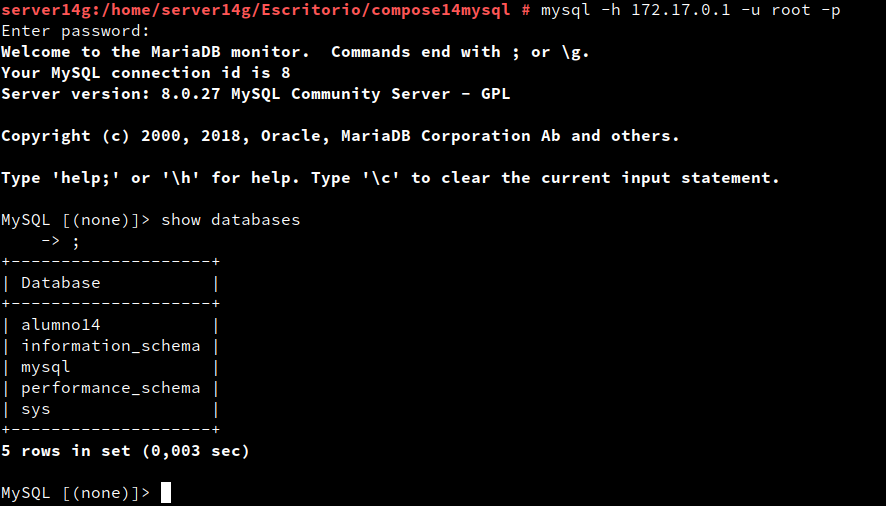 server14g:/home/server14g/Escritorio/compose14mysql # mysql -h 172.17.0.1 -u root -p
Enter password:
Welcome to the MariaDB monitor.  Commands end with ; or \g.
Your MySQL connection id is 8
Server version: 8.0.27 MySQL Community Server - GPL

Copyright (c) 2000, 2018, Oracle, MariaDB Corporation Ab and others.

Type 'help;' or '\h' for help. Type '\c' to clear the current input statement.

MySQL [(none)]> show databases
    -> ;
+--------------------+
| Database           |
+--------------------+
| alumno14           |
| information_schema |
| mysql              |
| performance_schema |
| sys                |
+--------------------+
5 rows in set (0,003 sec)

MySQL [(none)]>